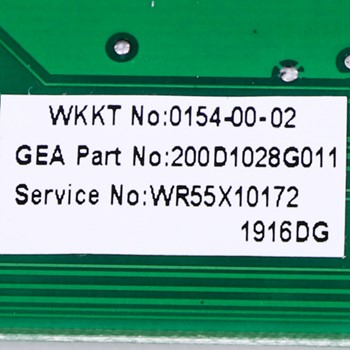 WKKT No:0154-00-02
GEA Part No:200D1028G011
Service No:WR55X10172
1916DG